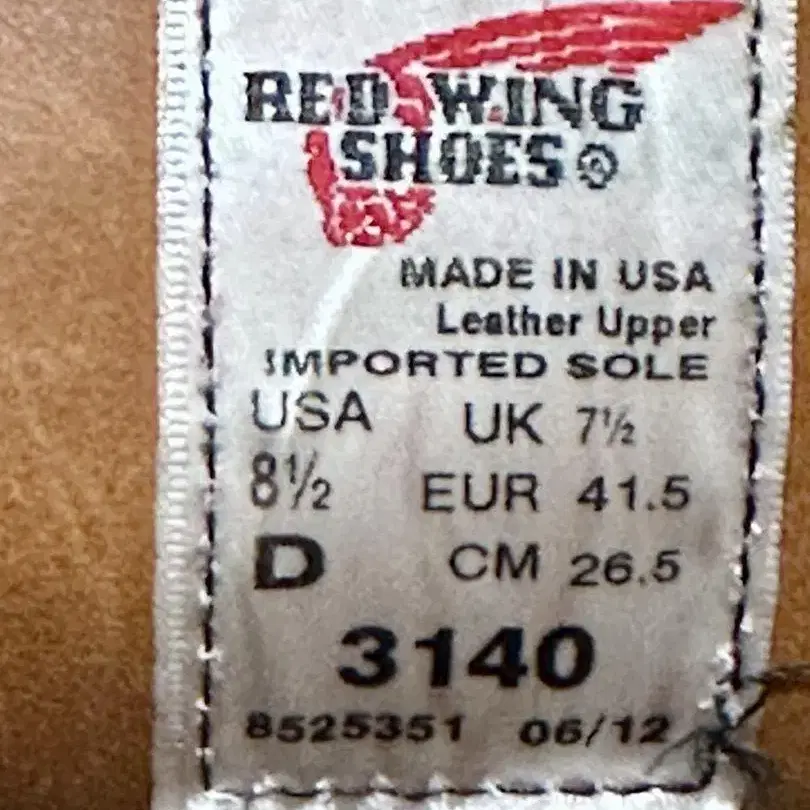 RED WING
SHOES®
MADE IN USA
Leather Upper
IMPORTED SOLE
USA UK 7½
8½ EUR 41.5
D CM 26.5
3140
8525351 06/12